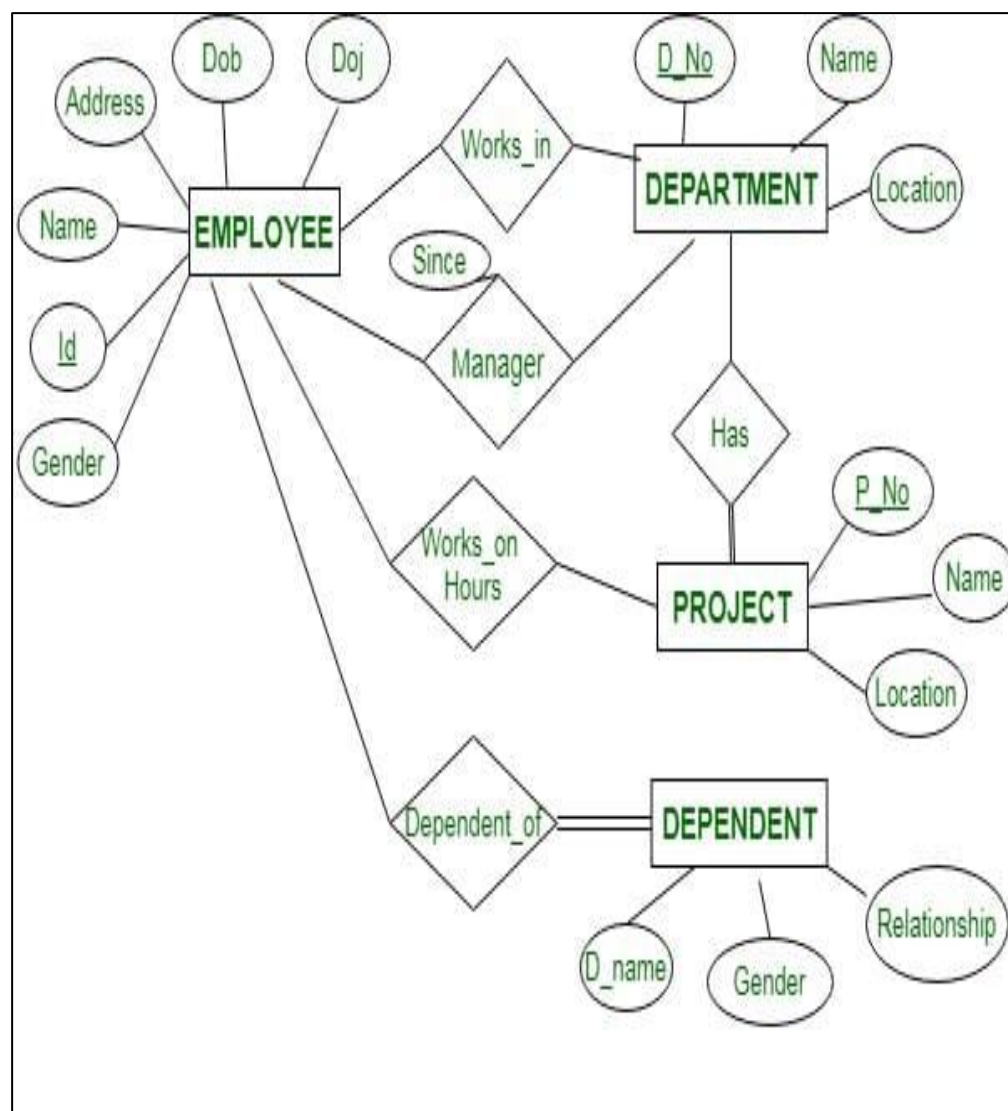 Dob
Doj
D_No
Name
Address
Works_in
DEPARTMENT
Location
Name
EMPLOYEE
Since
Id
Manager
Gender
Has
P_No
Works_on
Hours
Name
PROJECT
Location
Dependent_of
DEPENDENT
D_name
Gender
Relationship